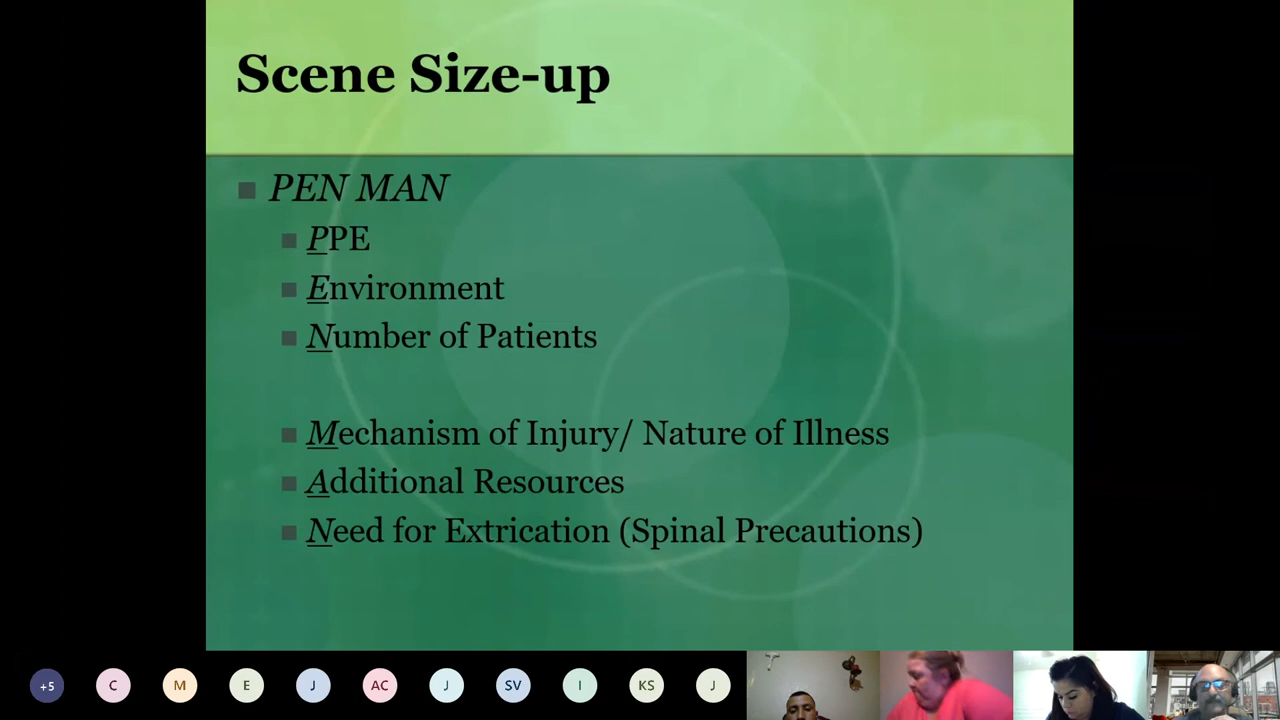 Scene Size-up
PEN MAN
PPE
Environment
Number of Patients
Mechanism of Injury/ Nature of Illness
Additional Resources
Need for Extrication (Spinal Precautions)
+5 C M E J AC J SV I KS J